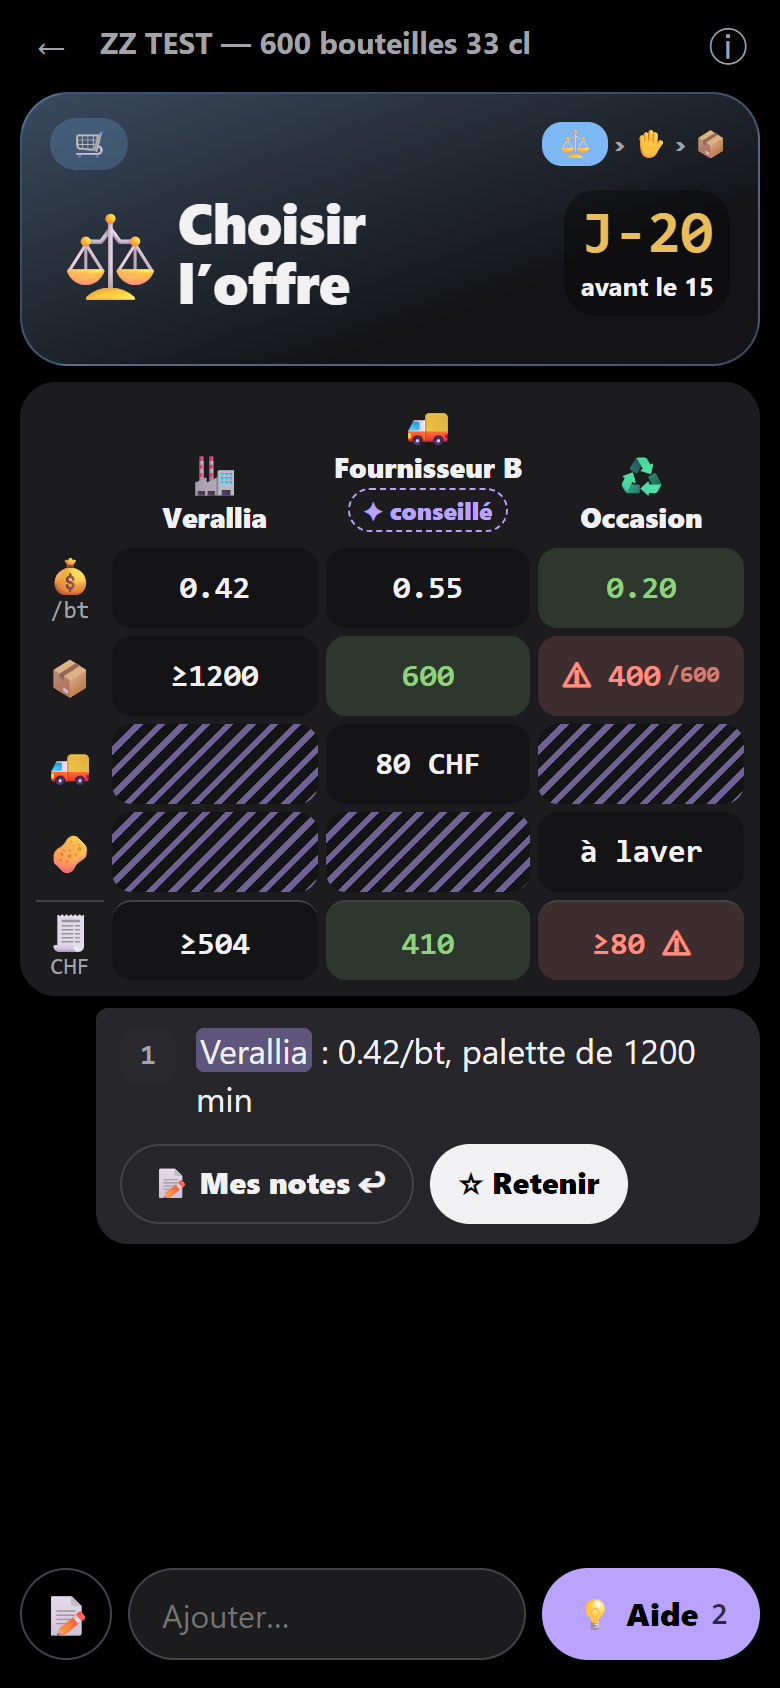 ← ZZ TEST — 600 bouteilles 33 cl ⓘ
› ›
Choisir
l’offre
J-20
avant le 15
Fournisseur B
✦ conseillé
Verallia
Occasion
/bt 0.42 0.55 0.20
≥1200 600 ⚠ 400/600
80 CHF
à laver
CHF ≥504 410 ≥80 ⚠
1 Verallia : 0.42/bt, palette de 1200
min
Mes notes ↩ ☆ Retenir
Ajouter… Aide 2